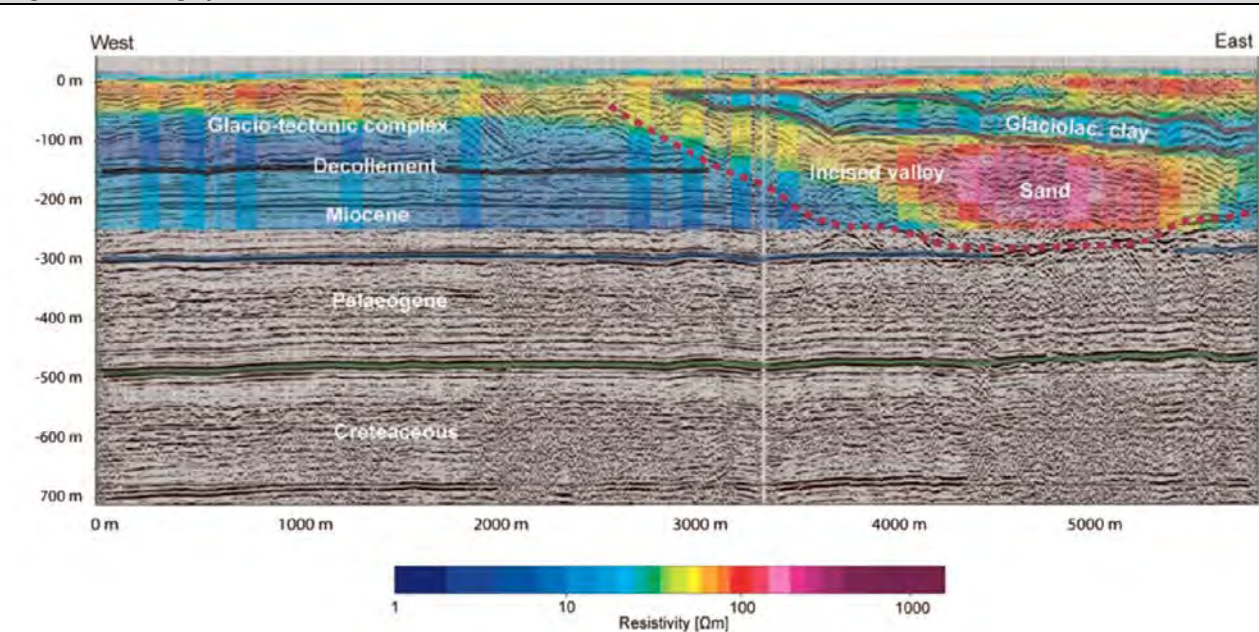 West
East
0 m
Glacio-tectonic complex
Glaciolac. clay
-100 m
Decollement
Incised valley
Sand
-200 m
Miocene
-300 m
Palaeogene
-400 m
-500 m
Creteaceous
-600 m
700 m
0 m
1000 m
2000 m
3000 m
4000 m
5000 m
1
10
100
1000
Resistivity [Ωm]